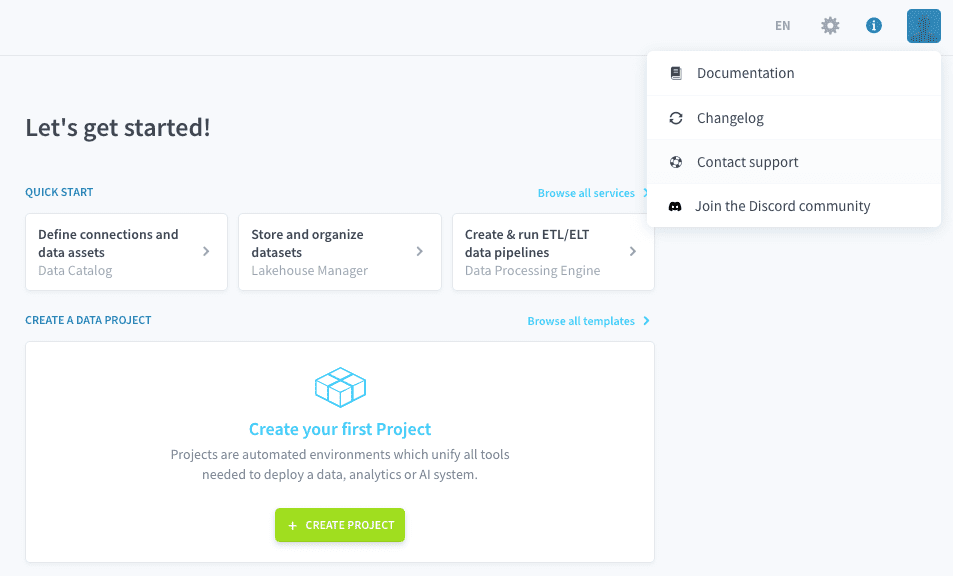 EN
Documentation
Changelog
Contact support
Join the Discord community
Let's get started!
QUICK START
Browse all services
Define connections and
data assets
Data Catalog
Store and organize
datasets
Lakehouse Manager
Create & run ETL/ELT
data pipelines
Data Processing Engine
CREATE A DATA PROJECT
Browse all templates
Create your first Project
Projects are automated environments which unify all tools
needed to deploy a data, analytics or AI system.
+ CREATE PROJECT